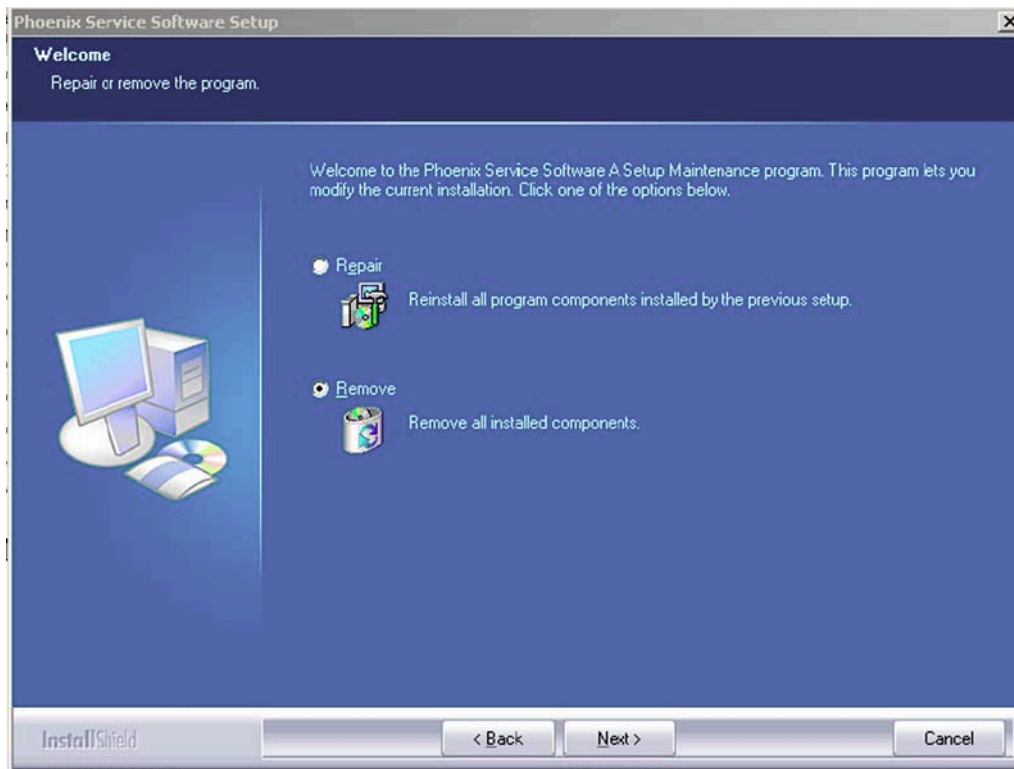 Phoenix Service Software Setup
Welcome
Repair or remove the program.
Welcome to the Phoenix Service Software A Setup Maintenance program. This program lets you
modify the current installation. Click one of the options below.
Repair
Reinstall all program components installed by the previous setup.
Remove
Remove all installed components.
InstallShield
< Back
Next >
Cancel